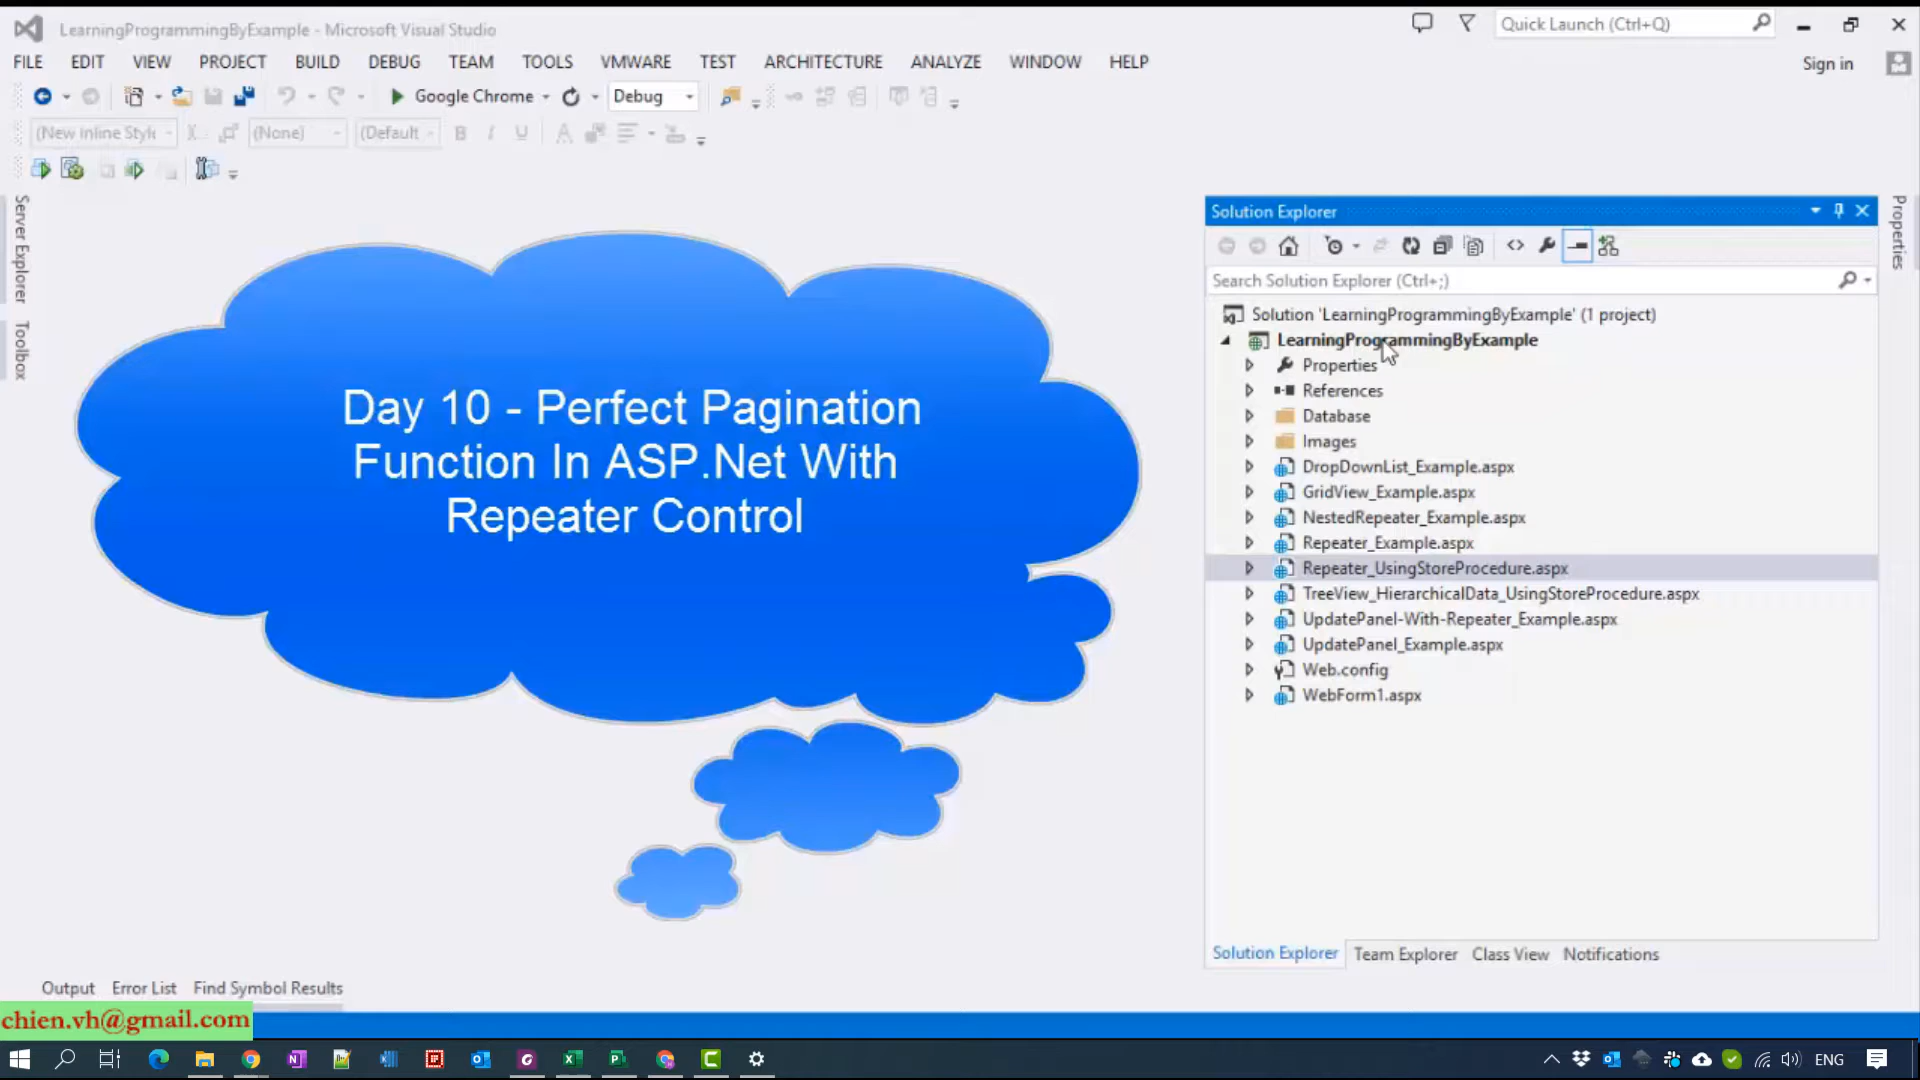 LearningProgrammingByExample - Microsoft Visual Studio
Quick Launch (Ctrl+Q)
FILE EDIT VIEW PROJECT BUILD DEBUG TEAM TOOLS VMWARE TEST ARCHITECTURE ANALYZE WINDOW HELP
Sign in
Google Chrome
Debug
(New Inline Style
(None)
(Default
B I U A
Server Explorer
Toolbox
Properties
Day 10 - Perfect Pagination
Function In ASP.Net With
Repeater Control
Solution Explorer
Search Solution Explorer (Ctrl+;)
Solution 'LearningProgrammingByExample' (1 project)
LearningProgrammingByExample
Properties
References
Database
Images
DropDownList_Example.aspx
GridView_Example.aspx
NestedRepeater_Example.aspx
Repeater_Example.aspx
Repeater_UsingStoreProcedure.aspx
TreeView_HierarchicalData_UsingStoreProcedure.aspx
UpdatePanel-With-Repeater_Example.aspx
UpdatePanel_Example.aspx
Web.config
WebForm1.aspx
Solution Explorer Team Explorer Class View Notifications
Output Error List Find Symbol Results
chien.vh@gmail.com
ENG